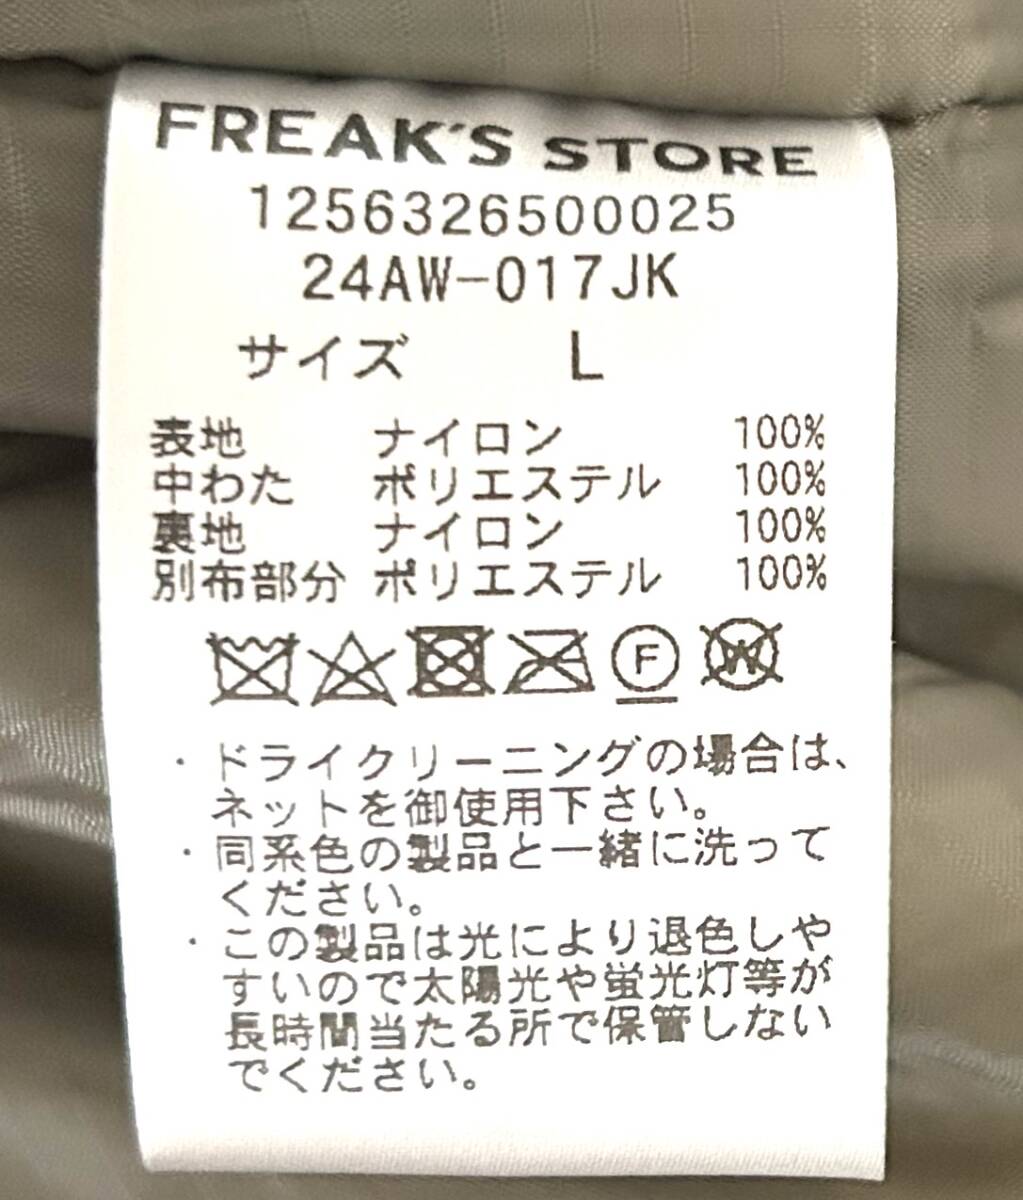 FREAK'S STORE
1256326500025
24AW-017JK
サイズ L
表地 ナイロン 100%
中わた ポリエステル 100%
裏地 ナイロン 100%
別布部分 ポリエステル 100%
F W
・ドライクリーニングの場合は、
ネットを御使用下さい。
・同系色の製品と一緒に洗って
ください。
・この製品は光により退色しや
すいので太陽光や蛍光灯等が
長時間当たる所で保管しない
でください。